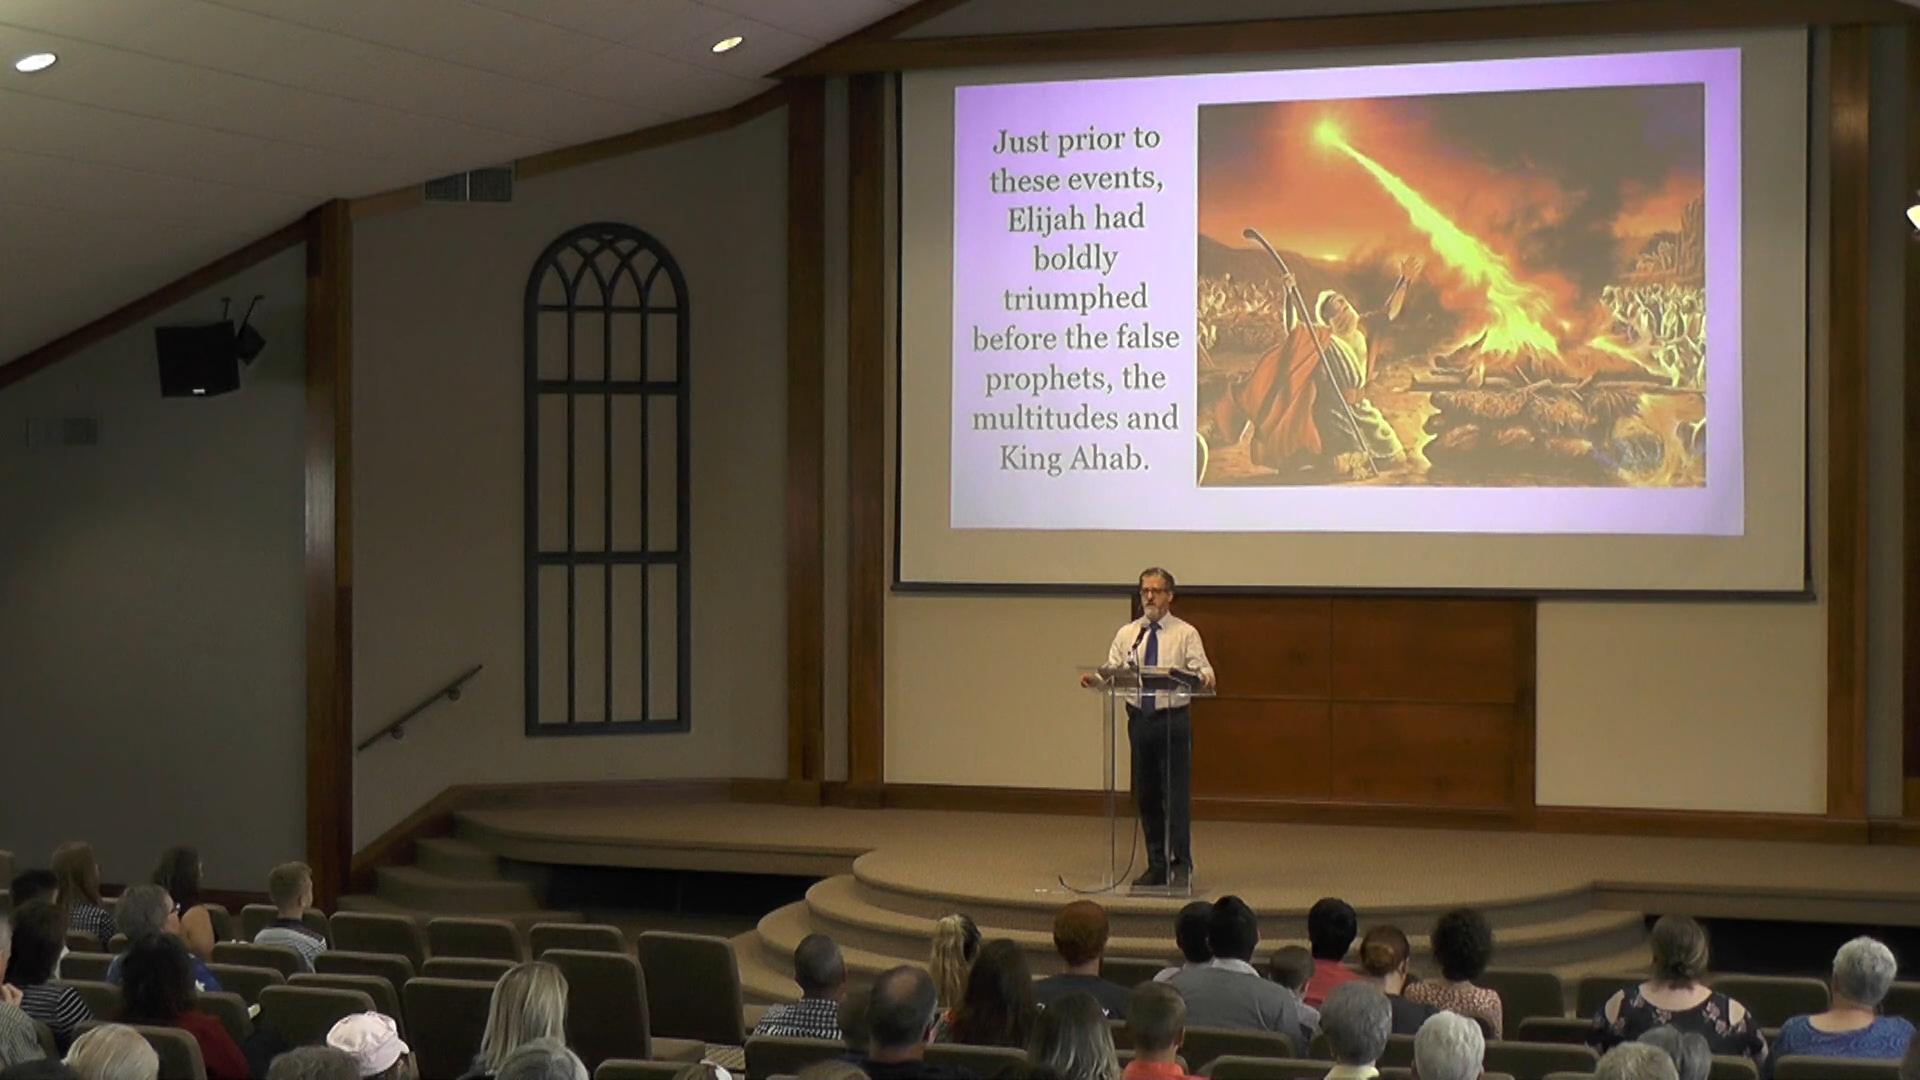 Just prior to
these events,
Elijah had
boldly
triumphed
before the false
prophets, the
multitudes and
King Ahab.